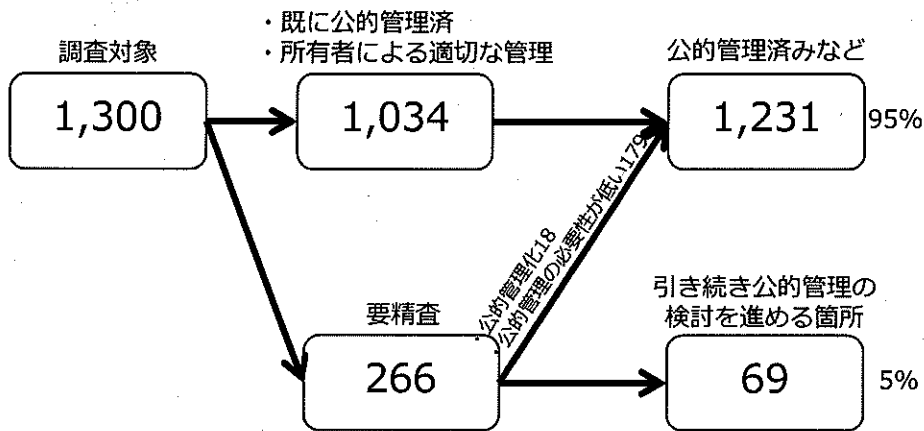 ・既に公的管理済
・所有者による適切な管理
調査対象
公的管理済みなど
1,300
1,034
1,231
95%
公的管理化18
公的管理の必要性が低い179
要精査
引き続き公的管理の
検討を進める箇所
266
69
5%